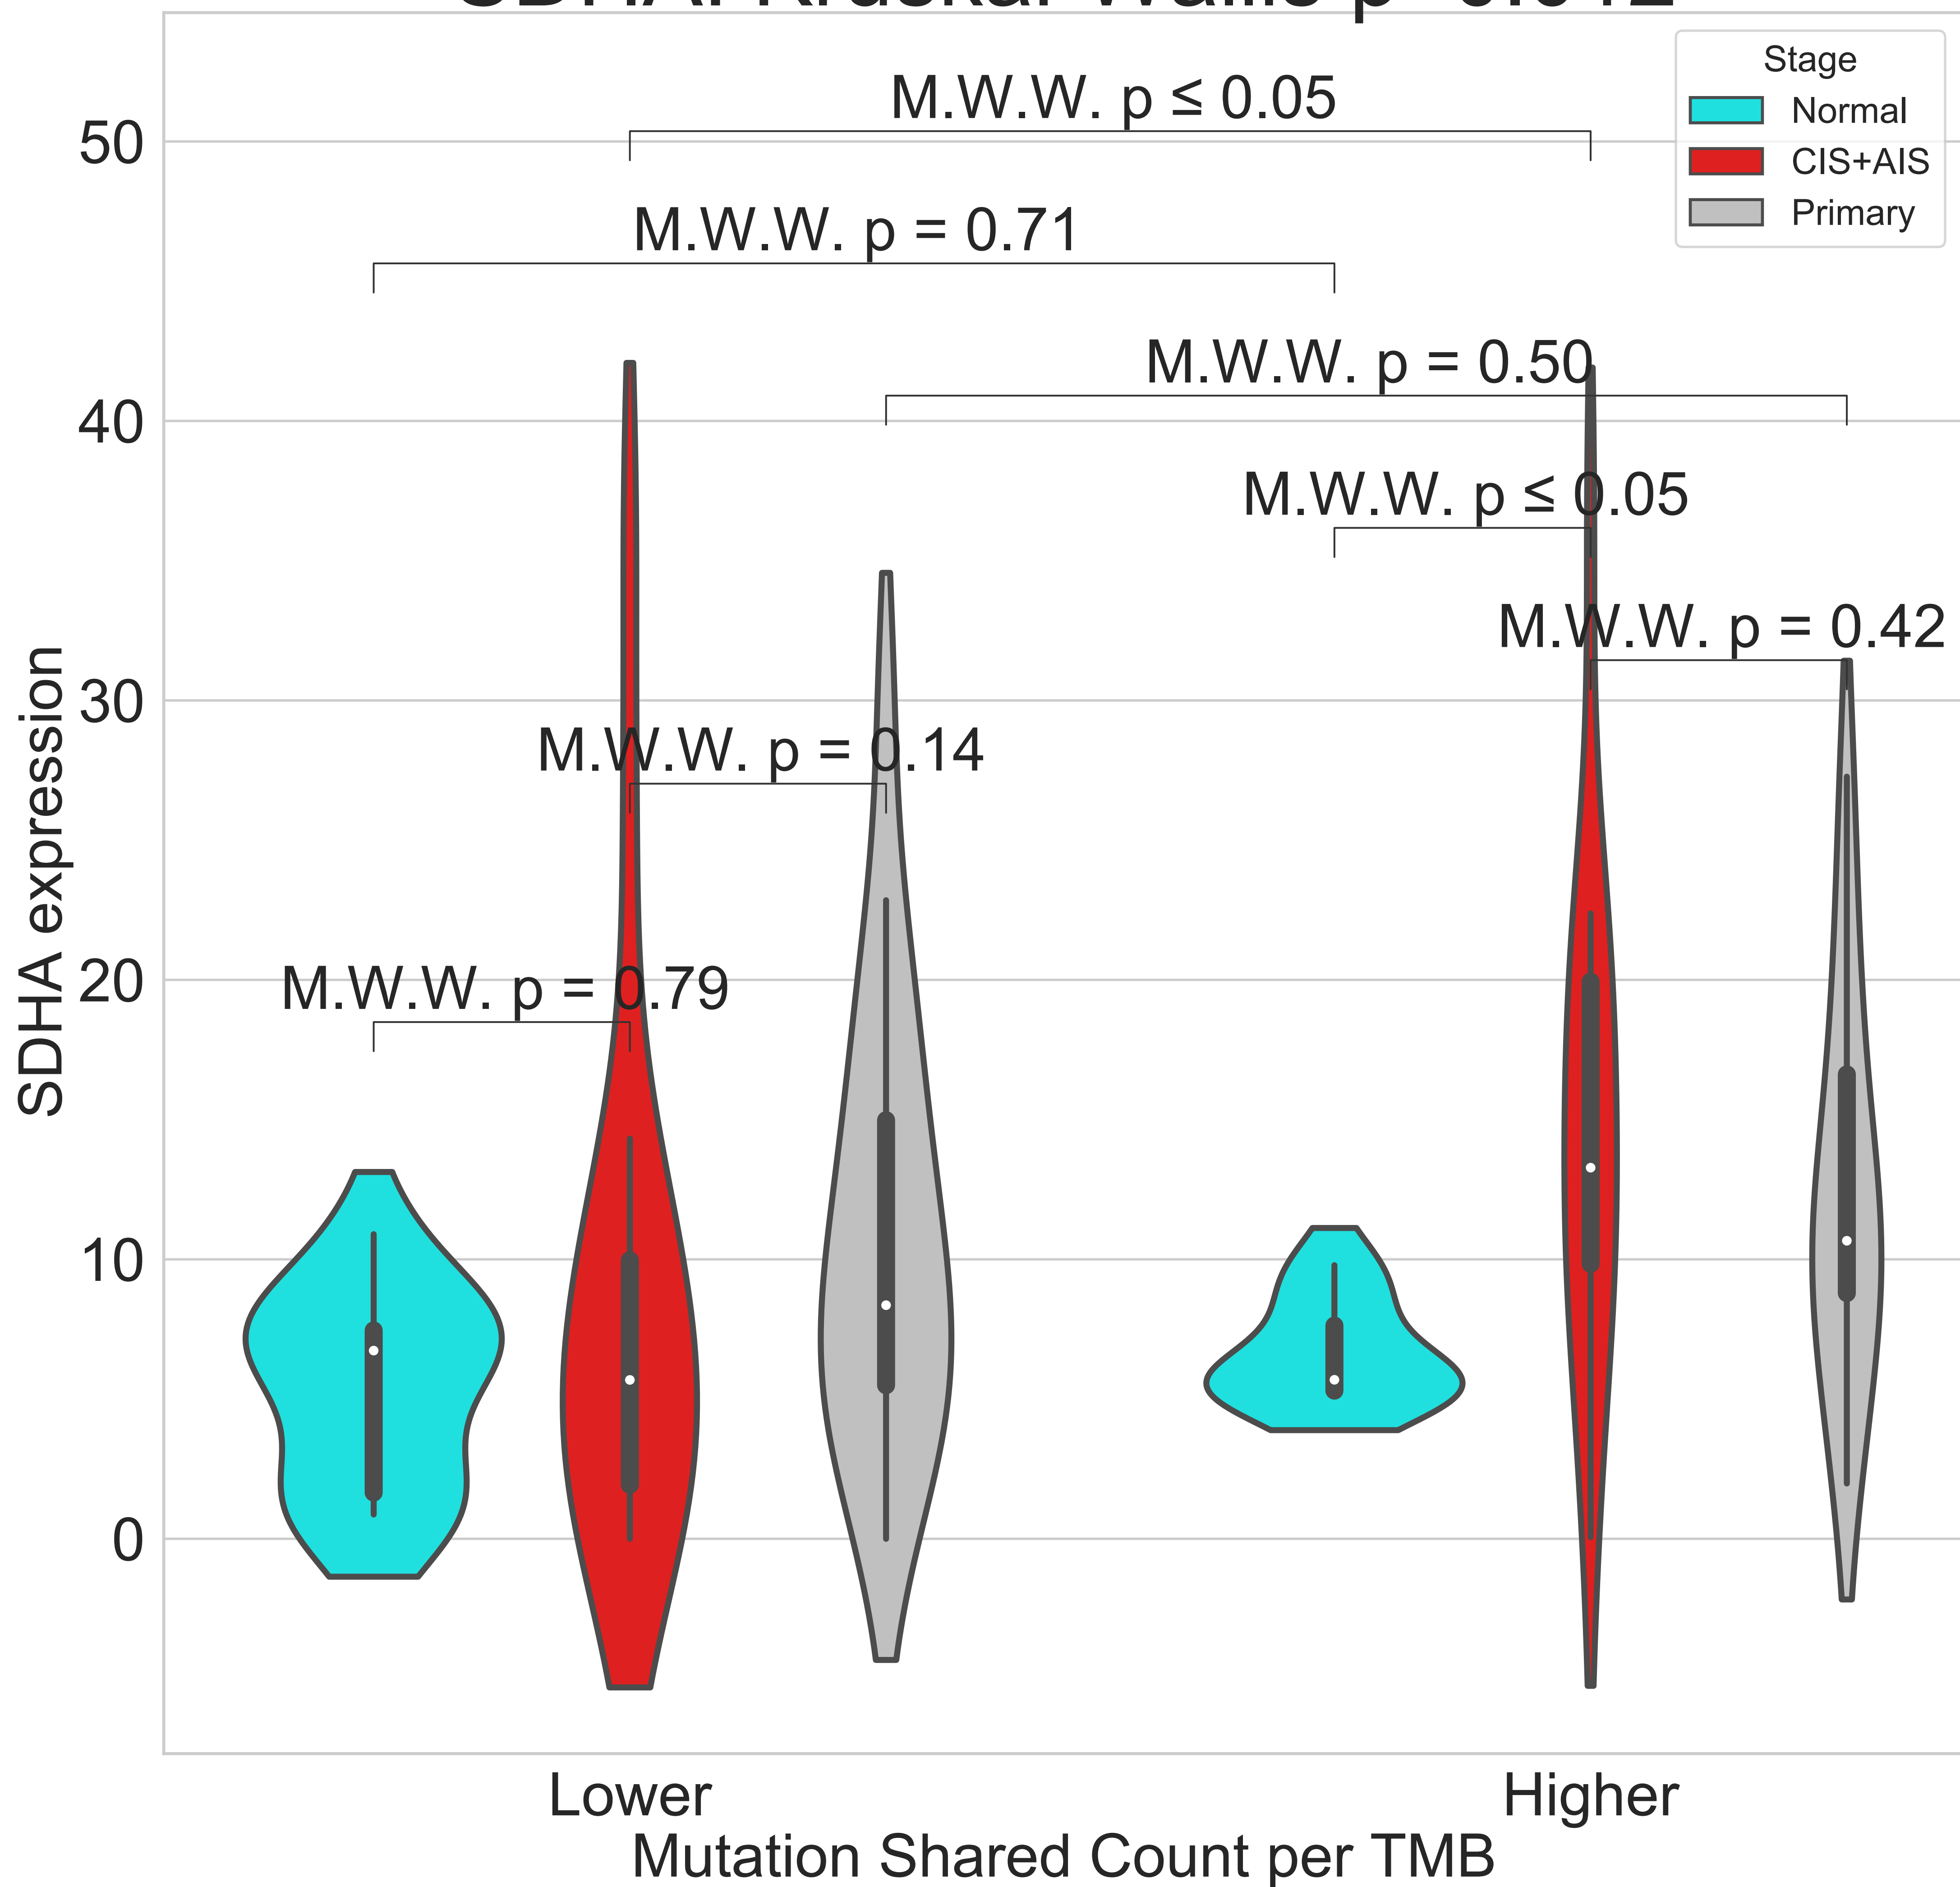 Stage
Normal
CIS+AIS
Primary
M.W.W. p ≤ 0.05
M.W.W. p = 0.71
M.W.W. p = 0.50
M.W.W. p ≤ 0.05
M.W.W. p = 0.42
M.W.W. p = 0.14
M.W.W. p = 0.79
50
40
30
20
10
0
SDHA expression
Lower
Higher
Mutation Shared Count per TMB